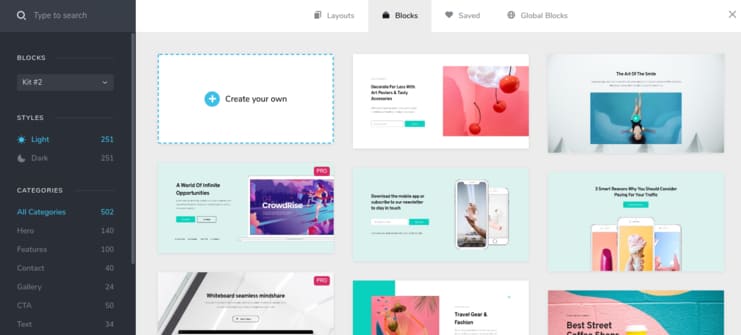 Type to search
Layouts
Blocks
Saved
Global Blocks
BLOCKS
Kit #2
STYLES
Light 251
Dark 251
CATEGORIES
All Categories 502
Hero 140
Features 100
Contact 40
Gallery 24
CTA 50
Text 34
Create your own
Decorate For Less With
Art Posters & Tasty
Accessories
The Art Of The Smile
PRO
A World Of Infinite
Opportunities
CrowdRise
Download the mobile app or
subscribe to our newsletter
to stay in touch
3 Smart Reasons Why You Should Consider
Paying For Your Traffic
PRO
Whiteboard seamless mindshare
Travel Gear &
Fashion
Best Street
Coffee Shops